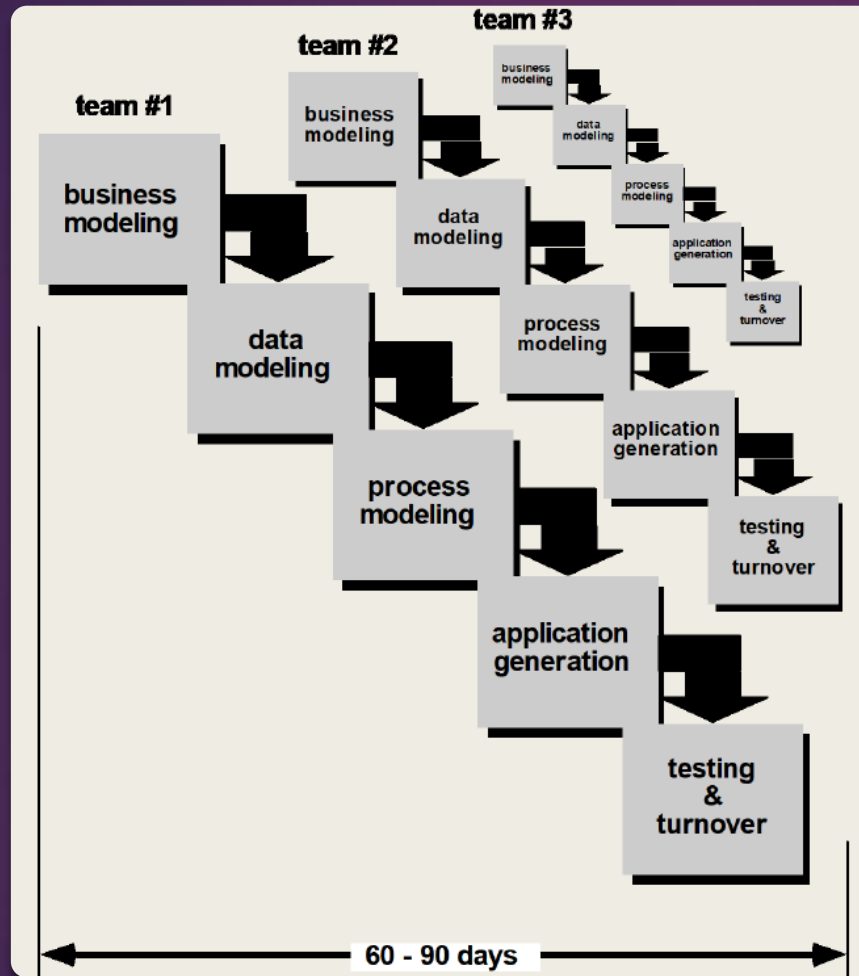 team #1
business
modeling
data
modeling
process
modeling
application
generation
testing
&
turnover
team #2
business
modeling
data
modeling
process
modeling
application
generation
testing
&
turnover
team #3
business
modeling
data
modeling
process
modeling
application
generation
testing
&
turnover
60 - 90 days